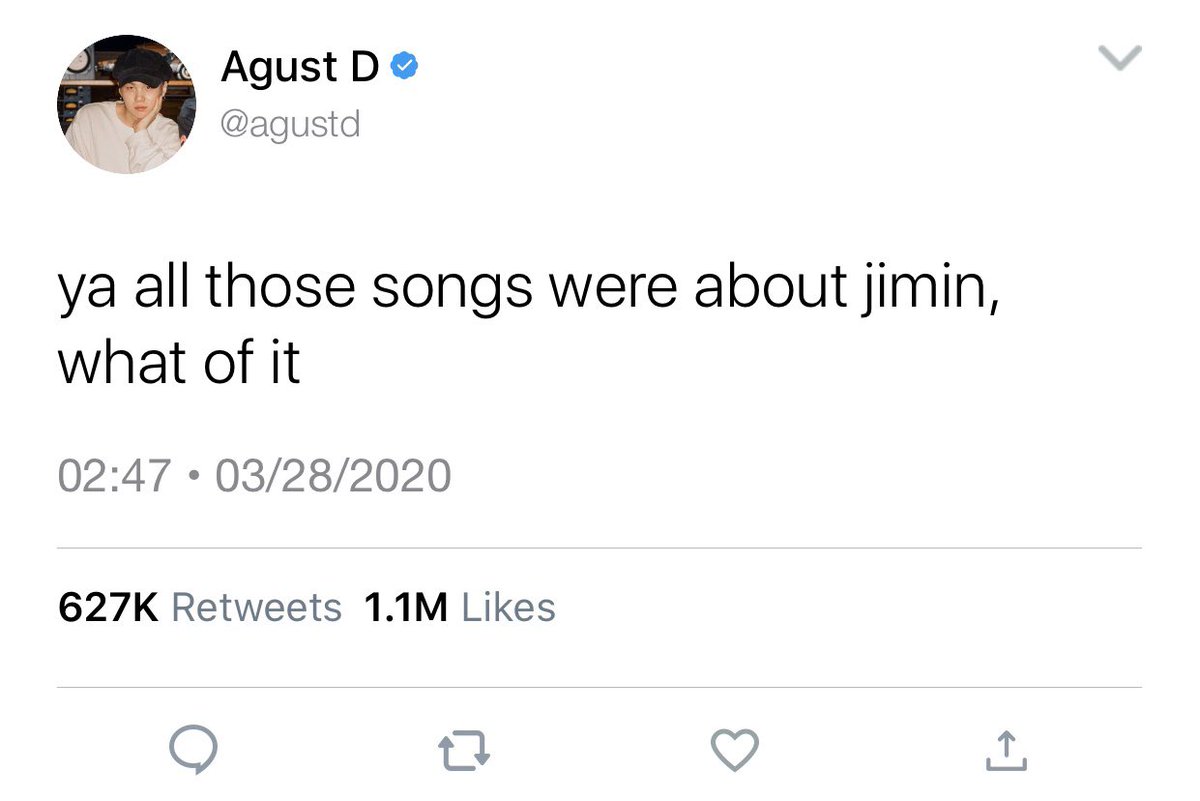 Agust D
@agustd
ya all those songs were about jimin,
what of it
02:47 • 03/28/2020
627K Retweets 1.1M Likes